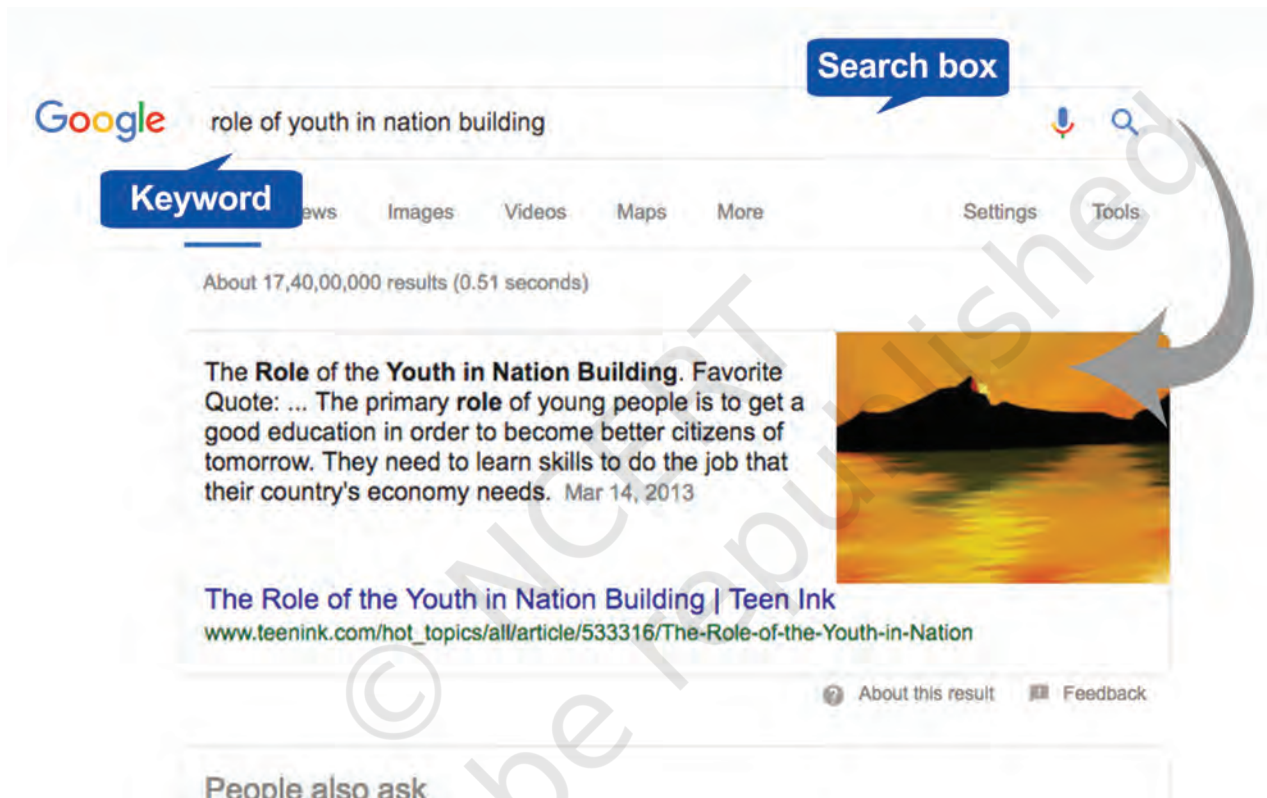 Search box
Google role of youth in nation building
Keyword ews Images Videos Maps More Settings Tools
About 17,40,00,000 results (0.51 seconds)
The Role of the Youth in Nation Building. Favorite
Quote: ... The primary role of young people is to get a
good education in order to become better citizens of
tomorrow. They need to learn skills to do the job that
their country's economy needs. Mar 14, 2013
The Role of the Youth in Nation Building | Teen Ink
www.teenink.com/hot_topics/all/article/533316/The-Role-of-the-Youth-in-Nation
About this result Feedback
People also ask
© NCERT
be republished